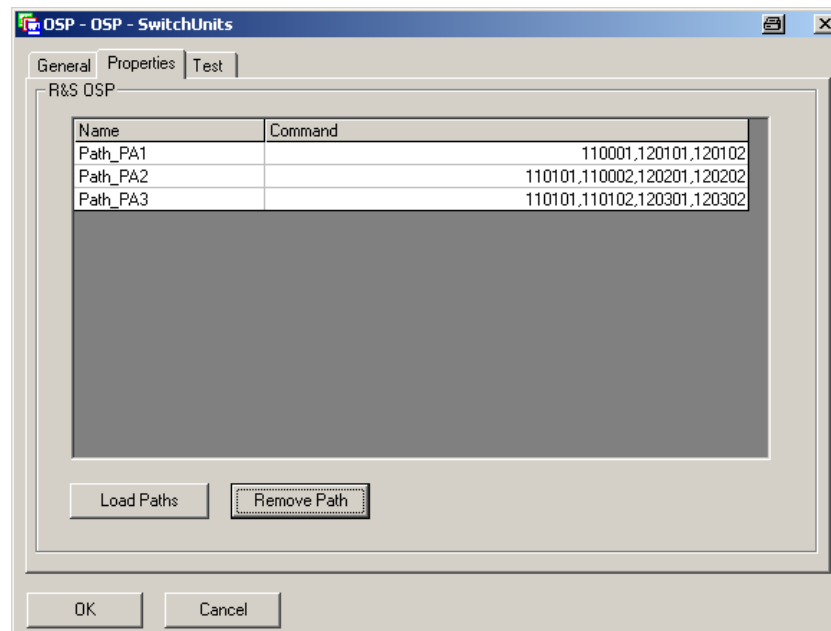 OSP - OSP - SwitchUnits
General Properties Test
R&S OSP
Name Command
Path_PA1 110001,120101,120102
Path_PA2 110101,110002,120201,120202
Path_PA3 110101,110102,120301,120302
Load Paths Remove Path
OK Cancel